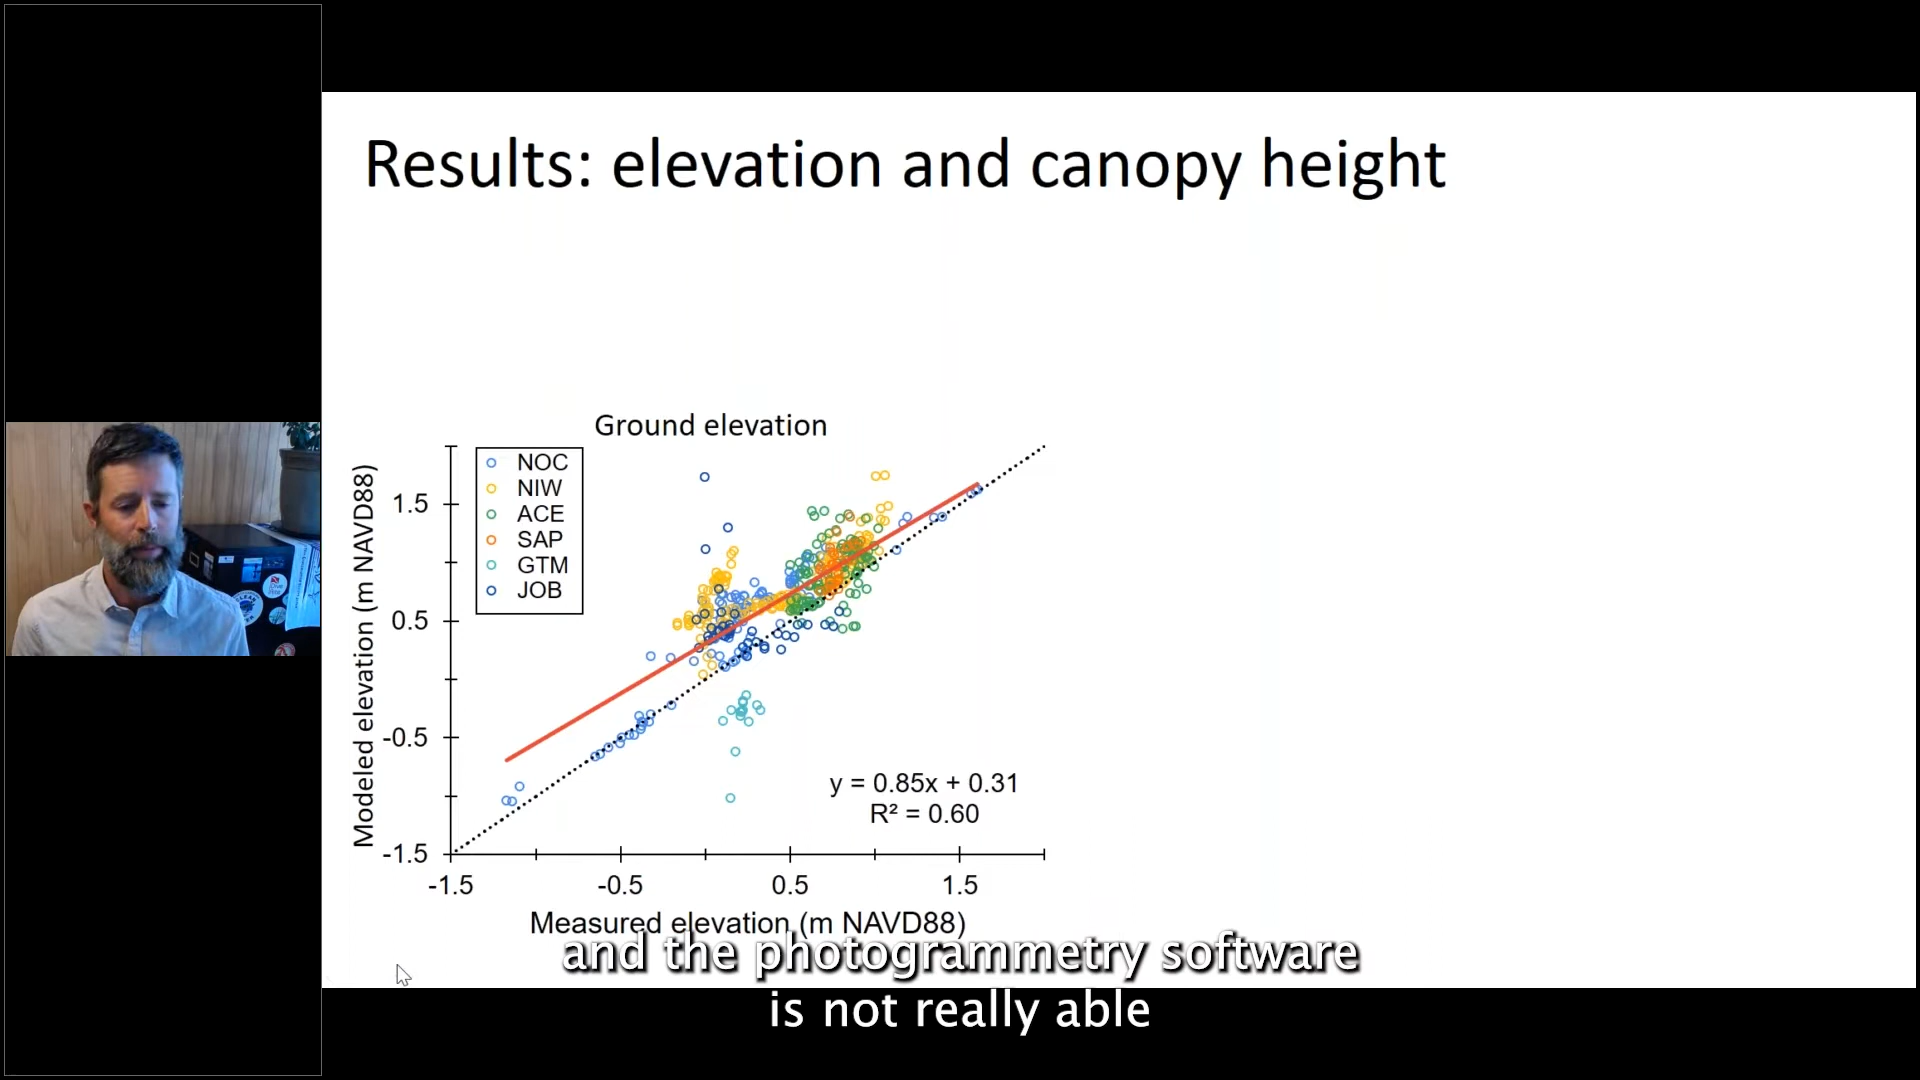 Results: elevation and canopy height
Ground elevation
NOC
NIW
ACE
SAP
GTM
JOB
Modeled elevation (m NAVD88)
1.5
0.5
-0.5
-1.5
y = 0.85x + 0.31
R² = 0.60
-1.5
-0.5
0.5
1.5
Measured elevation (m NAVD88)
and the photogrammetry software
is not really able